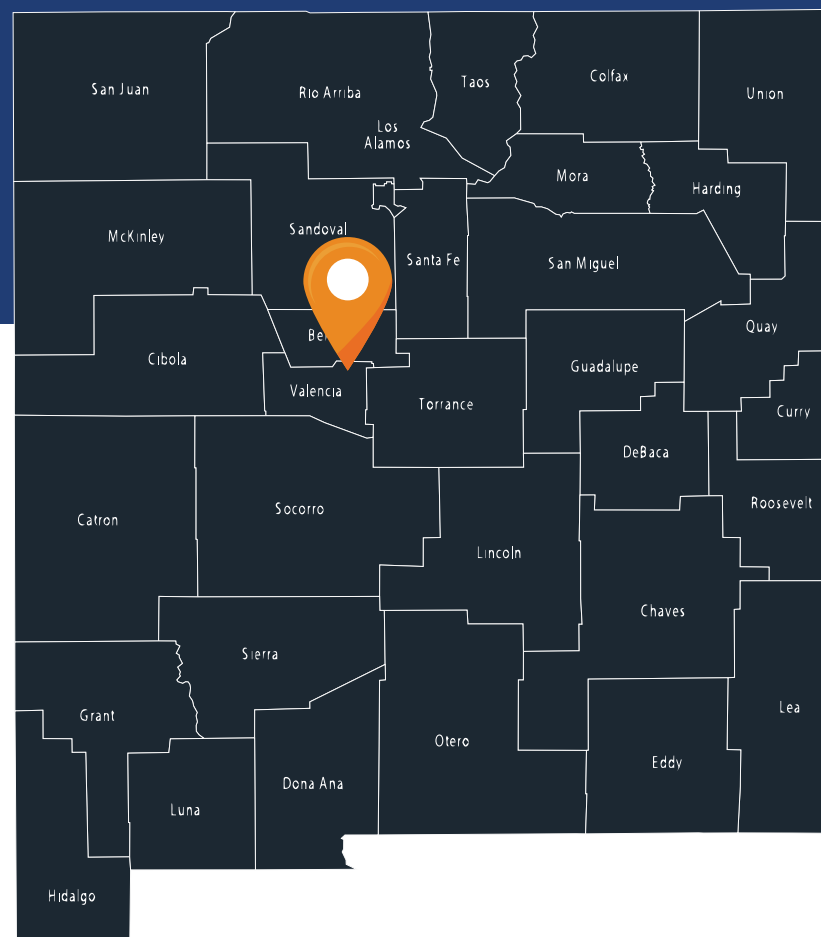 San Juan
Rio Arriba
Taos
Colfax
Union
Los
Alamos
Mora
Harding
McKinley
Sandoval
Santa Fe
San Miguel
Quay
Be
Cibola
Valencia
Torrance
Guadalupe
Curry
DeBaca
Roosevelt
Catron
Socorro
Lincoln
Chaves
Sierra
Grant
Lea
Otero
Eddy
Dona Ana
Luna
Hidalgo